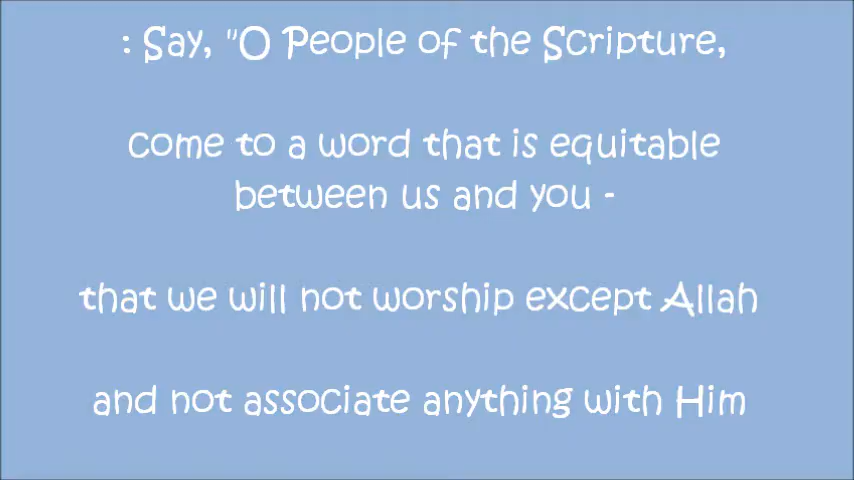 : Say, "O People of the Scripture,
come to a word that is equitable
between us and you -
that we will not worship except Allah
and not associate anything with Him